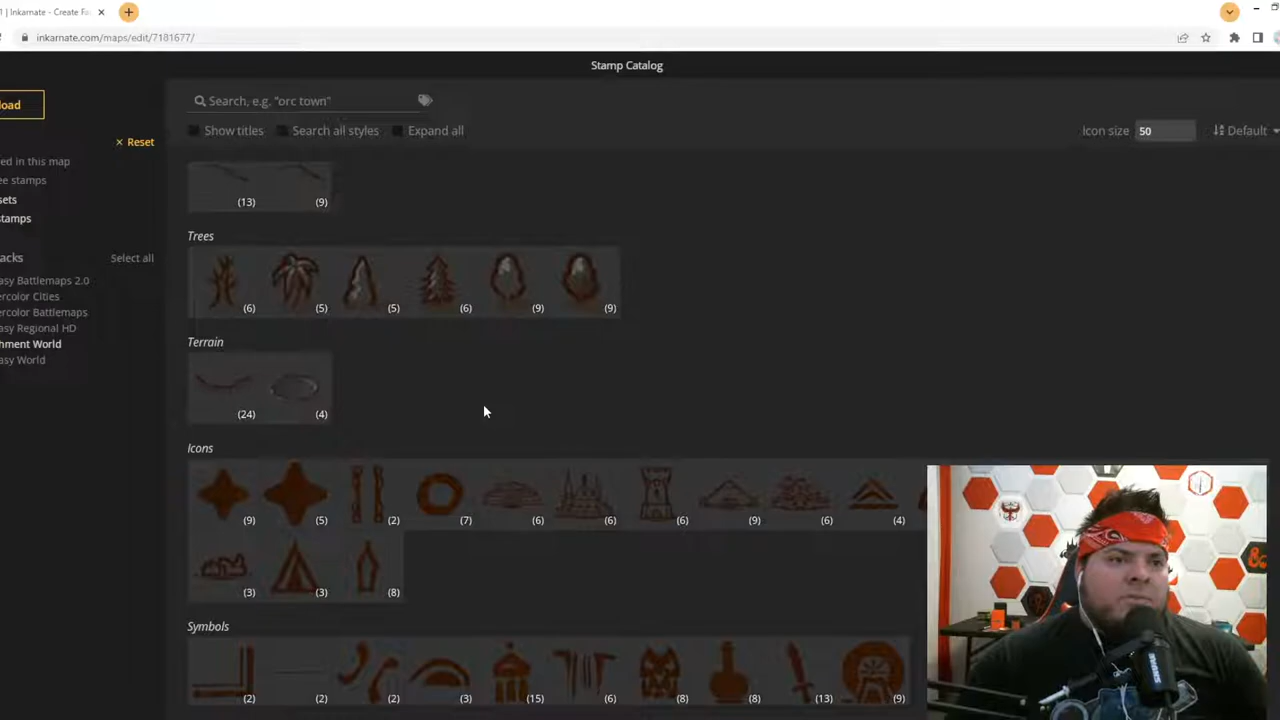 1 | Inkarnate - Create Fa
inkarnate.com/maps/edit/7181677/
Stamp Catalog
load
Search, e.g. "orc town"
Reset
Show titles
Search all styles
Expand all
Icon size
50
Default
ed in this map
ee stamps
sets
stamps
(13)
(9)
Trees
acks
Select all
asy Battlemaps 2.0
ercolor Cities
ercolor Battlemaps
asy Regional HD
hment World
asy World
(6)
(5)
(5)
(6)
(9)
(9)
Terrain
(24)
(4)
Icons
(9)
(5)
(2)
(7)
(6)
(6)
(6)
(9)
(6)
(4)
(3)
(3)
(8)
Symbols
(2)
(2)
(2)
(3)
(15)
(6)
(8)
(8)
(13)
(9)